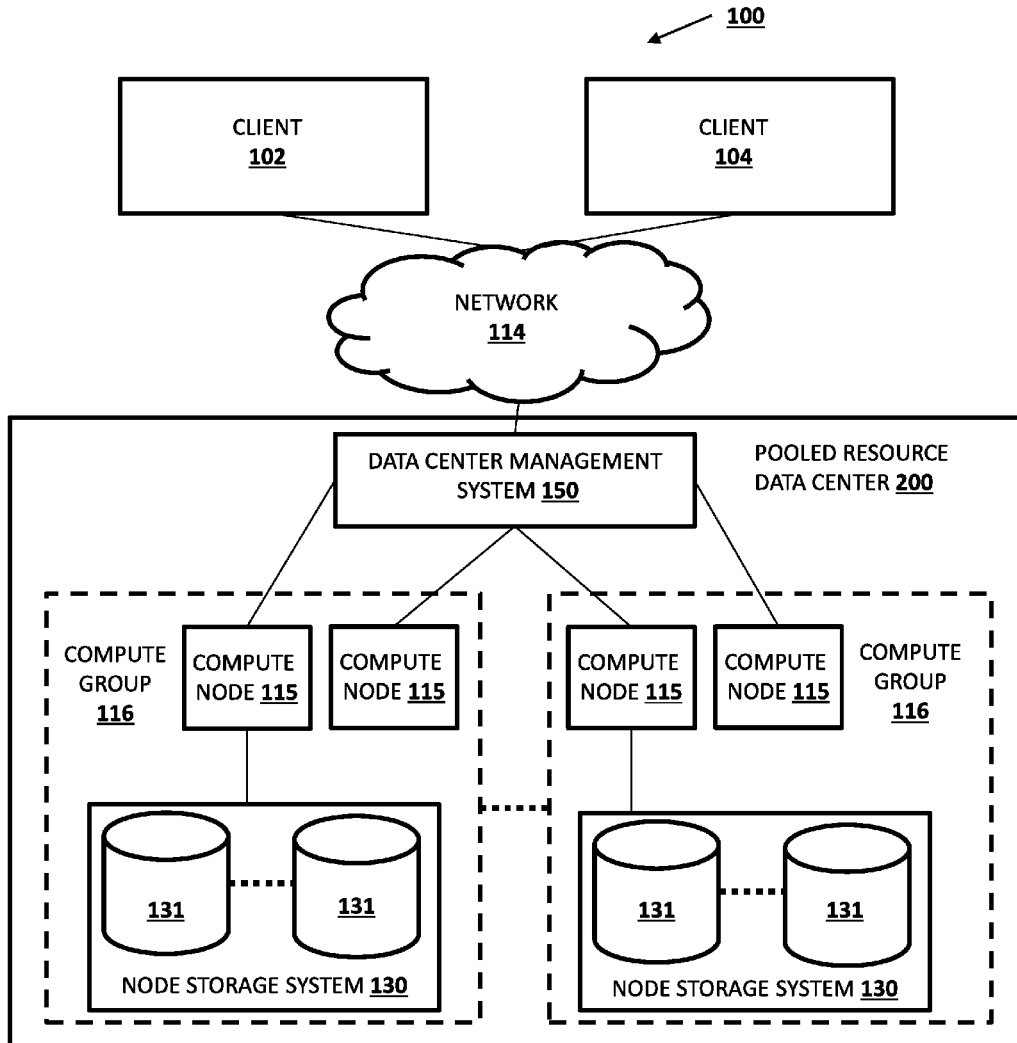 100
CLIENT
102
CLIENT
104
NETWORK
114
DATA CENTER MANAGEMENT
SYSTEM 150
POOLED RESOURCE
DATA CENTER 200
COMPUTE
GROUP
116
COMPUTE
NODE 115
COMPUTE
NODE 115
COMPUTE
NODE 115
COMPUTE
NODE 115
COMPUTE
GROUP
116
131
131
NODE STORAGE SYSTEM 130
131
131
NODE STORAGE SYSTEM 130